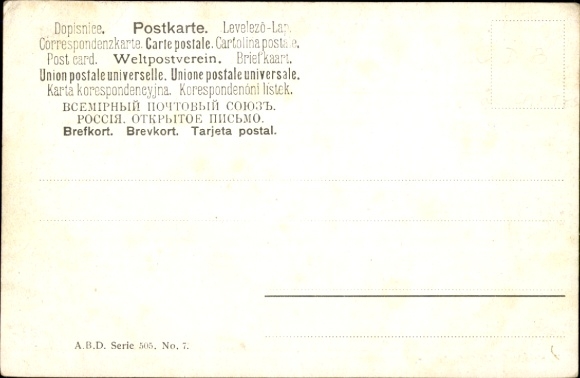 Dopisnice. Postkarte. Levelező-Lap.
Correspondenzkarte. Carte postale. Cartolina postale.
Post card. Weltpostverein. Briefkaart.
Union postale universelle. Unione postale universale.
Karta korespondencyjna. Korespondenční lístek.
ВСЕМІРНЫЙ ПОЧТОВЫЙ СОЮЗЪ.
РОССІЯ. ОТКРЫТОЕ ПИСЬМО.
Brefkort. Brevkort. Tarjeta postal.
A.B.D. Serie 505. No. 7.